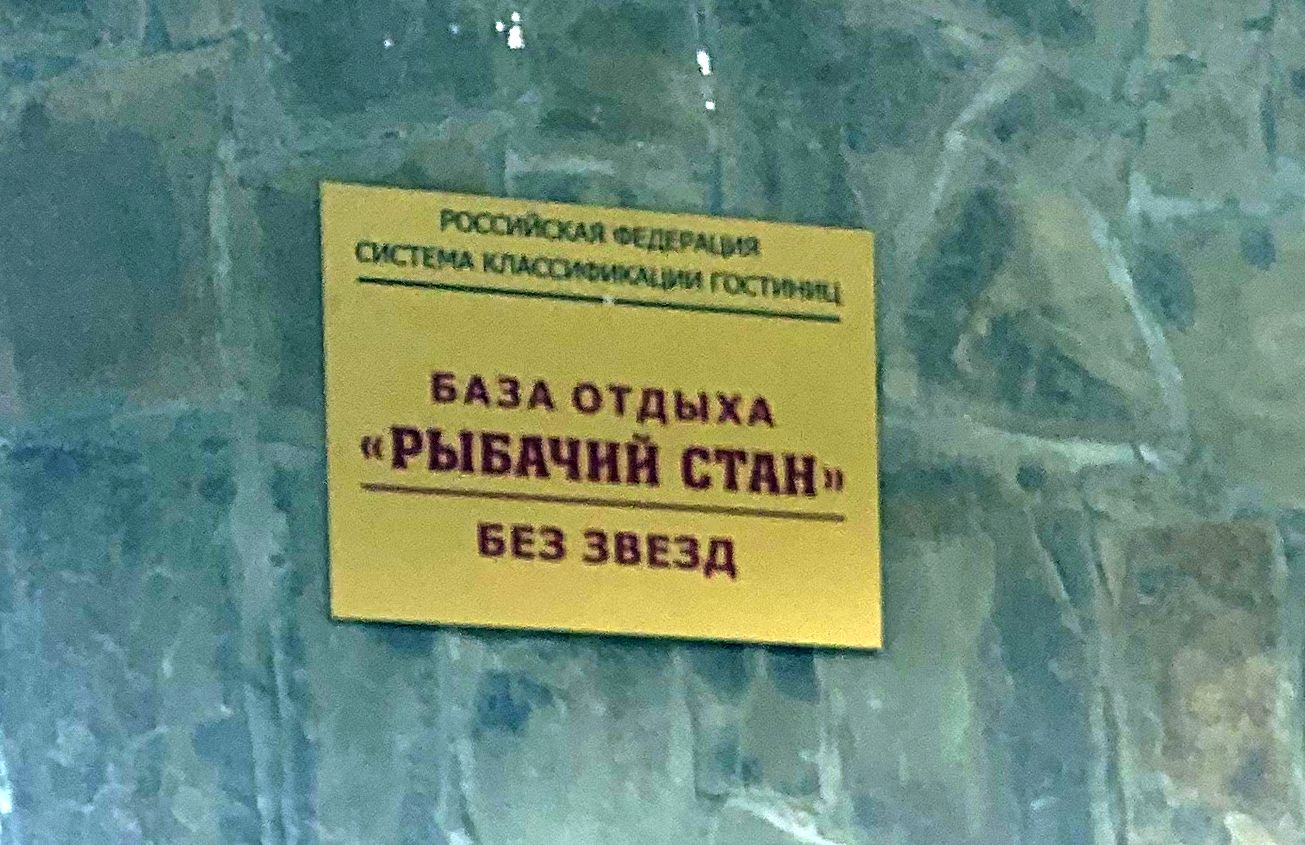 РОССИЙСКАЯ ФЕДЕРАЦИЯ
СИСТЕМА КЛАССИФИКАЦИИ ГОСТИНИЦ
БАЗА ОТДЫХА
«РЫБАЧИЙ СТАН»
БЕЗ ЗВЕЗД